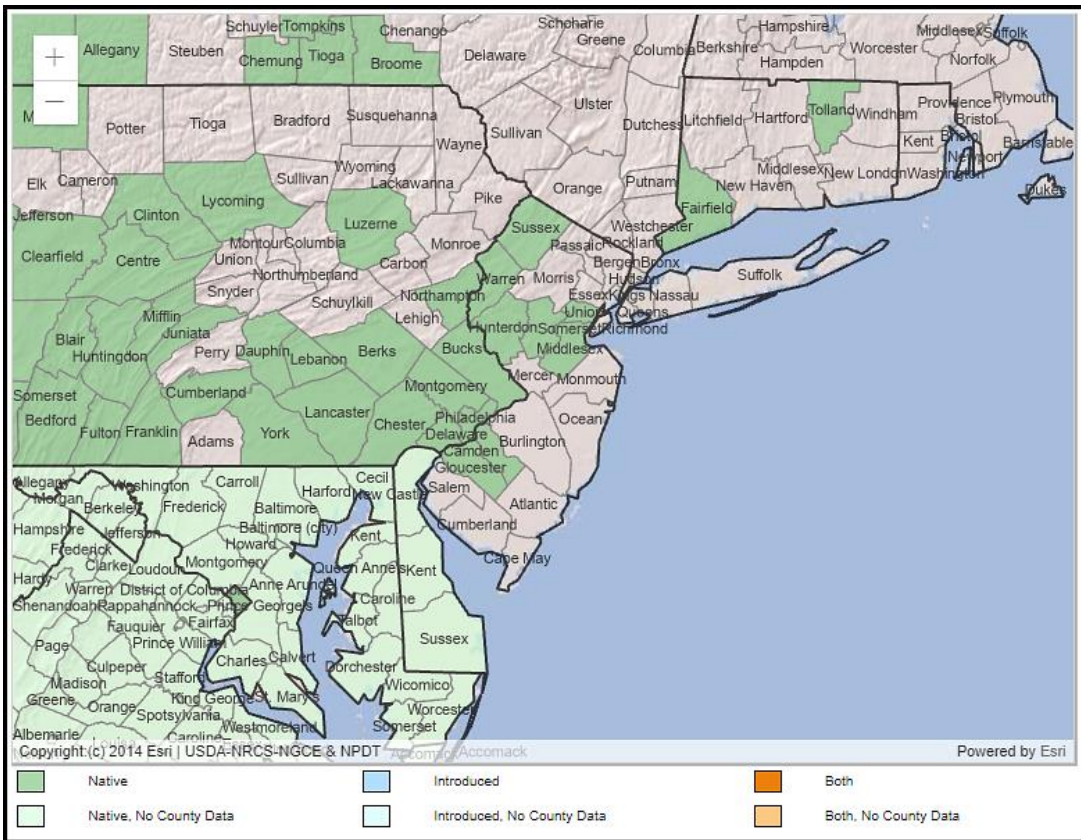 Schuyler Tompkins Chenango Schoharie Hampshire Middlesex Suffolk
Allegany Steuben Delaware Greene Columbia Berkshire Worcester
+ Chemung Tioga Broome Hampden Norfolk
− Ulster Tolland Providence Plymouth
M Potter Tioga Bradford Susquehanna Dutchess Litchfield Hartford Windham Bristol
Sullivan Kent Bristol Barnstable
Wayne
Elk Cameron Sullivan Wyoming Lackawanna Orange Putnam New Haven Middlesex New London Washington Newport
Jefferson Clinton Lycoming Luzerne Pike Fairfield Dukes
Clearfield Centre Montour Columbia Monroe Sussex Passaic Westchester Rockland
Union Northumberland Carbon Warren Morris Bergen Bronx Suffolk
Snyder Schuylkill Northampton Essex Hudson Kings Nassau
Mifflin Juniata Lehigh Hunterdon Union Somerset Queens Richmond
Blair Huntingdon Perry Dauphin Lebanon Berks Bucks Middlesex
Somerset Cumberland Montgomery Mercer Monmouth
Bedford Fulton Franklin Adams York Lancaster Chester Philadelphia Delaware Ocean
Camden Burlington
Gloucester
Allegany Washington Carroll Cecil New Castle Salem Atlantic
Morgan Berkeley Frederick Harford Baltimore Cumberland
Hampshire Jefferson Baltimore (city) Kent Cape May
Frederick Clarke Loudoun Howard Montgomery
Hardy Warren District of Columbia Anne Arundel Queen Anne's Kent
Shenandoah Rappahannock Prince George's Caroline
Fauquier Fairfax Talbot Sussex
Page Prince William
Culpeper Charles Calvert Dorchester
Madison Stafford Wicomico
Greene Orange King George St. Mary's Worcester
Spotsylvania Westmoreland Somerset
Albemarle Caroline
Copyright:(c) 2014 Esri | USDA-NRCS-NGCE & NPDT Accomack Accomack Powered by Esri
Native Introduced Both
Native, No County Data Introduced, No County Data Both, No County Data